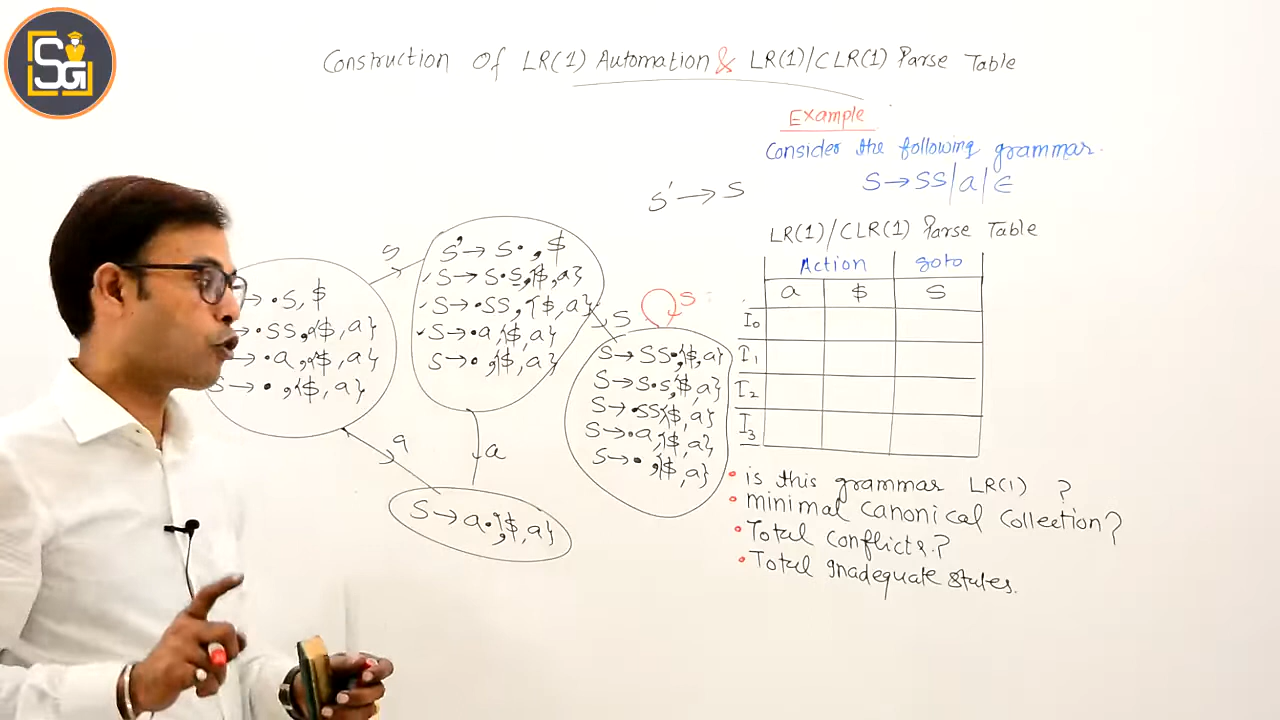 SG
Construction Of LR(1) Automation & LR(1)/CLR(1) Parse Table
Example
Consider the following grammar.
S→SS|a|∈
S'→S
LR(1)/CLR(1) Parse Table
Action goto
a $ S
I0
I1
I2
I3
→•S,$
→•SS,{$,a}
→•a,{$,a}
S→•,{$,a}
S
S'→S•,$
S→S•S,{$,a}
S→•SS,{$,a}
S→•a,{$,a}
S→•,{$,a}
S
S
S→SS•{$,a}
S→S•S,{$,a}
S→•SS{$,a}
S→•a,{$,a}
S→•,{$,a}
a
a
S→a•,{$,a}
• is this grammar LR(1) ?
• minimal Canonical Collection?
• Total Conflicts.?
• Total Inadequate states.